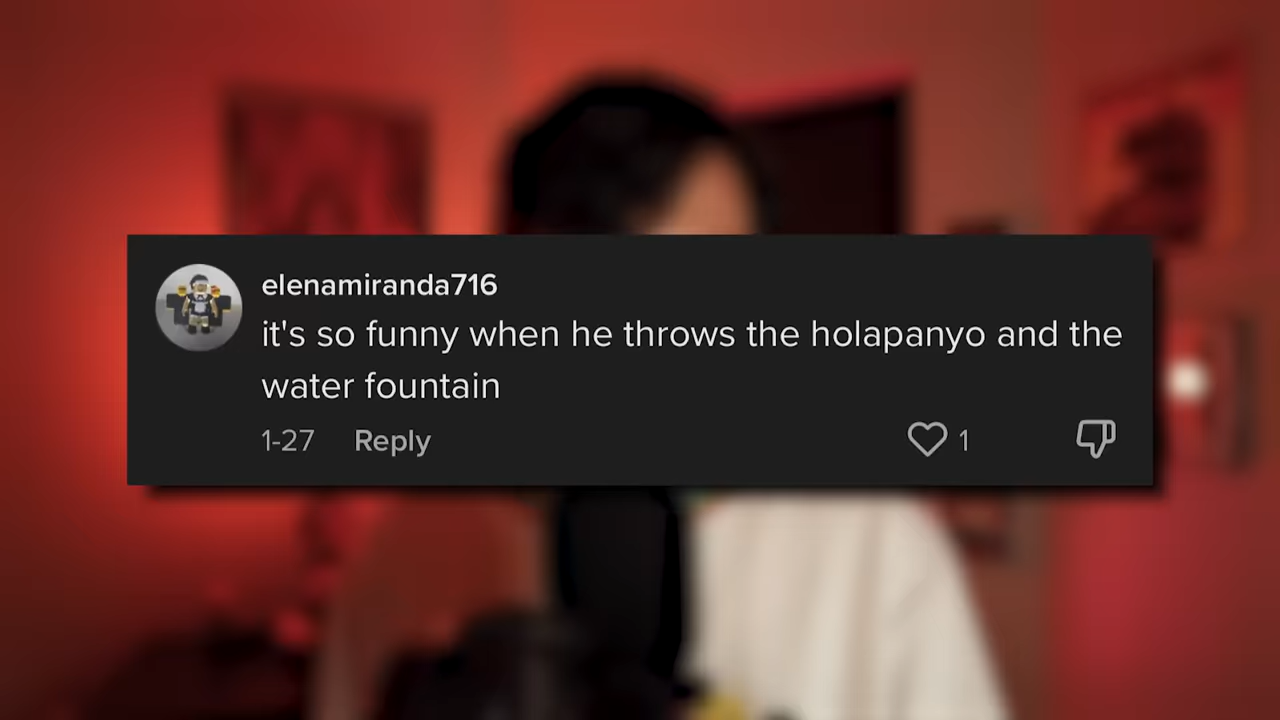 elenamiranda716
it's so funny when he throws the holapanyo and the
water fountain
1-27 Reply 1